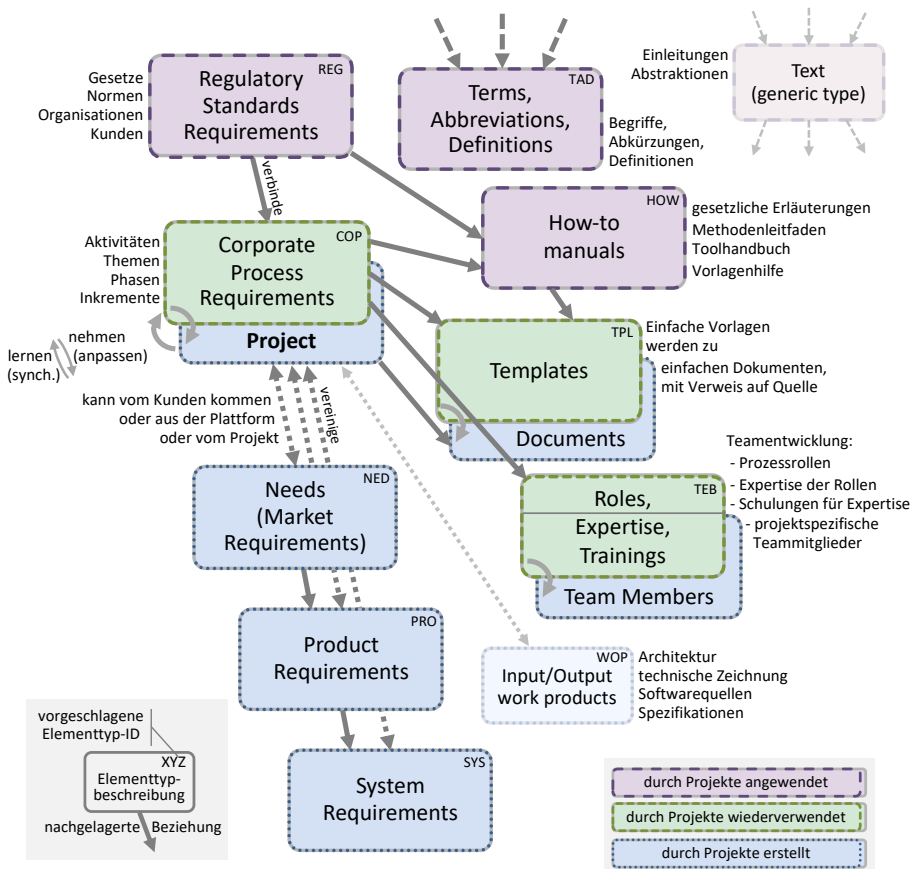 REG
Regulatory
Standards
Requirements
Gesetze
Normen
Organisationen
Kunden
TAD
Terms,
Abbreviations,
Definitions
Begriffe,
Abkürzungen,
Definitionen
Einleitungen
Abstraktionen
Text
(generic type)
verbinde
HOW
How-to
manuals
gesetzliche Erläuterungen
Methodenleitfaden
Toolhandbuch
Vorlagenhilfe
COP
Corporate
Process
Requirements
Project
Aktivitäten
Themen
Phasen
Inkremente
nehmen
(anpassen)
lernen
(synch.)
TPL
Templates
Documents
Einfache Vorlagen
werden zu
einfachen Dokumenten,
mit Verweis auf Quelle
kann vom Kunden kommen
oder aus der Plattform
oder vom Projekt
vereinige
NED
Needs
(Market
Requirements)
TEB
Roles,
Expertise,
Trainings
Team Members
Teamentwicklung:
- Prozessrollen
- Expertise der Rollen
- Schulungen für Expertise
- projektspezifische
Teammitglieder
PRO
Product
Requirements
WOP
Input/Output
work products
Architektur
technische Zeichnung
Softwarequellen
Spezifikationen
SYS
System
Requirements
vorgeschlagene
Elementtyp-ID
XYZ
Elementtyp-
beschreibung
nachgelagerte Beziehung
durch Projekte angewendet
durch Projekte wiederverwendet
durch Projekte erstellt